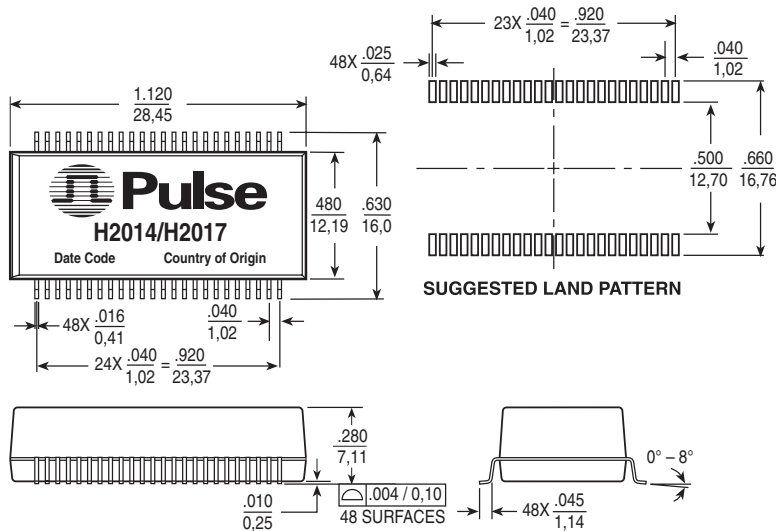 23X .040 = .920
1,02 23,37
48X .025
0,64
.040
1,02
1.120
28,45
.500 .660
12,70 16,76
Pulse
H2014/H2017
Date Code Country of Origin
480 .630
12,19 16,0
SUGGESTED LAND PATTERN
48X .016
0,41
.040
1,02
24X .040 = .920
1,02 23,37
.280
7,11
0° – 8°
.010
0,25
.004 / 0,10
48 SURFACES
48X .045
1,14